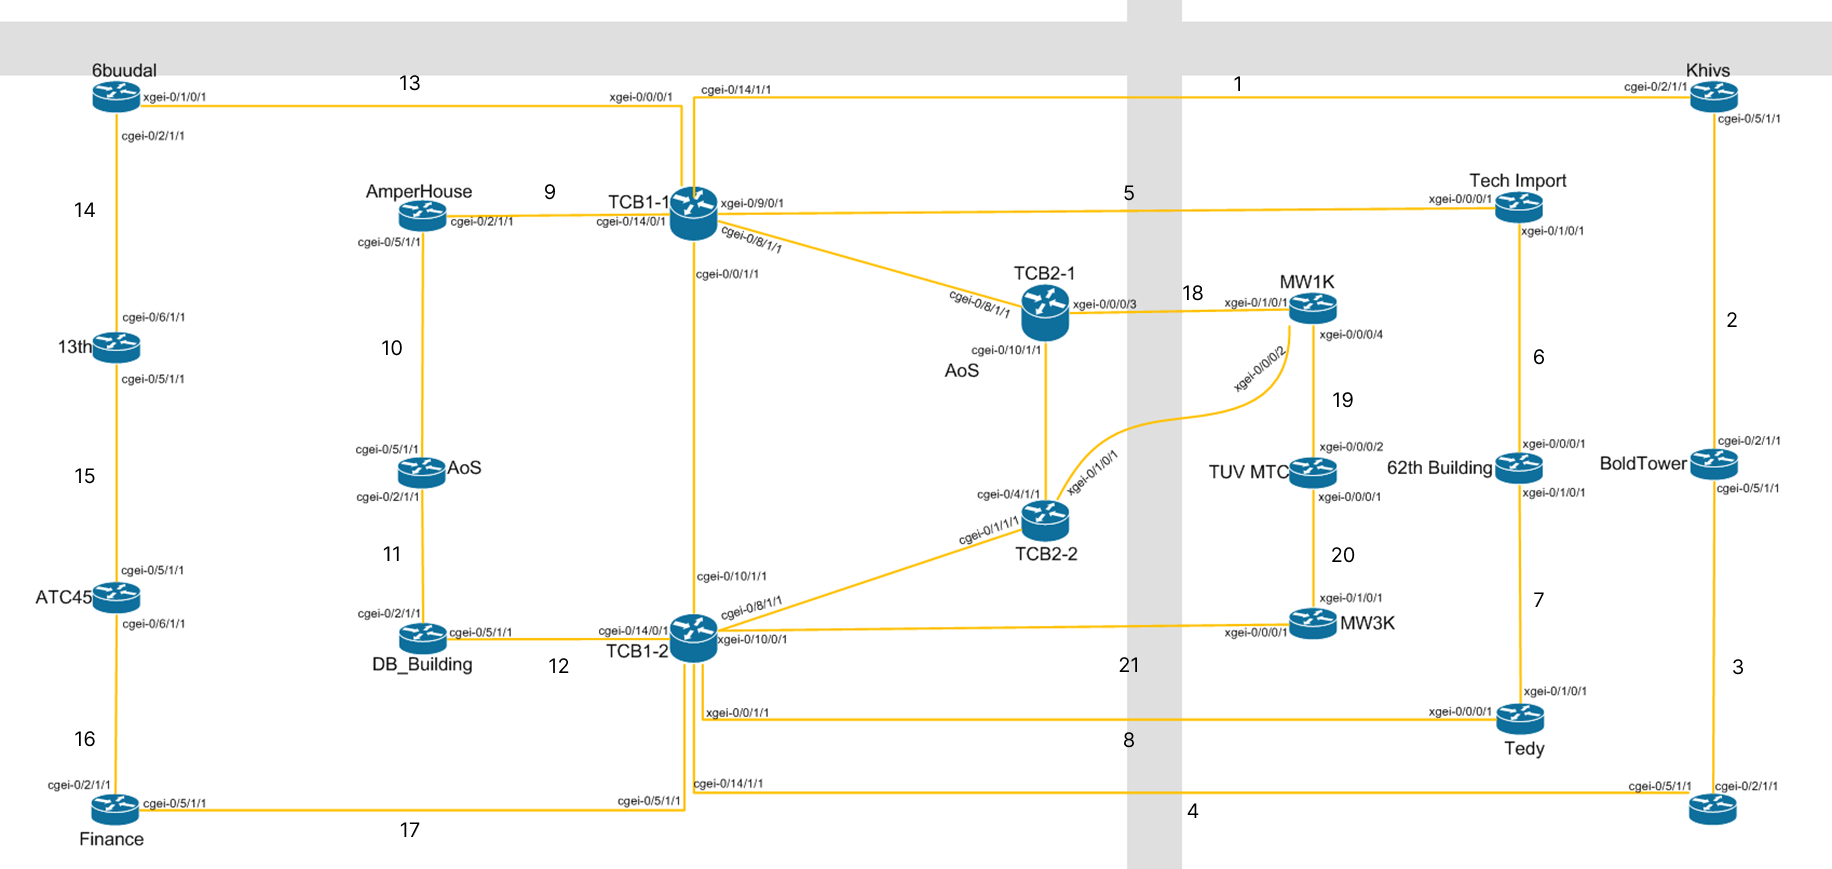 6buudal
13
1
Khivs
xgei-0/1/0/1
xgei-0/0/0/1
cgei-0/14/1/1
cgei-0/2/1/1
cgei-0/5/1/1
cgei-0/2/1/1
AmperHouse
9
TCB1-1
xgei-0/9/0/1
5
Tech Import
xgei-0/0/0/1
14
cgei-0/2/1/1
cgei-0/14/0/1
xgei-0/1/0/1
cgei-0/5/1/1
cgei-0/8/1/1
cgei-0/0/1/1
TCB2-1
18
MW1K
cgei-0/8/1/1
xgei-0/0/0/3
xgei-0/1/0/1
cgei-0/6/1/1
2
13th
10
cgei-0/10/1/1
AoS
xgei-0/0/0/4
xgei-0/0/0/2
6
cgei-0/5/1/1
19
cgei-0/5/1/1
AoS
15
cgei-0/2/1/1
xgei-0/0/0/2
TUV MTC
xgei-0/0/0/1
62th Building
xgei-0/0/0/1
xgei-0/1/0/1
cgei-0/2/1/1
BoldTower
cgei-0/5/1/1
xgei-0/1/0/1
cgei-0/4/1/1
cgei-0/1/1/1
TCB2-2
11
20
cgei-0/5/1/1
ATC45
cgei-0/6/1/1
cgei-0/10/1/1
cgei-0/8/1/1
xgei-0/1/0/1
7
cgei-0/2/1/1
cgei-0/5/1/1
cgei-0/14/0/1
xgei-0/10/0/1
xgei-0/0/0/1
MW3K
TCB1-2
DB_Building
12
21
3
xgei-0/1/0/1
xgei-0/0/1/1
xgei-0/0/0/1
16
8
Tedy
cgei-0/2/1/1
cgei-0/14/1/1
cgei-0/5/1/1
cgei-0/2/1/1
cgei-0/5/1/1
cgei-0/5/1/1
4
Finance
17